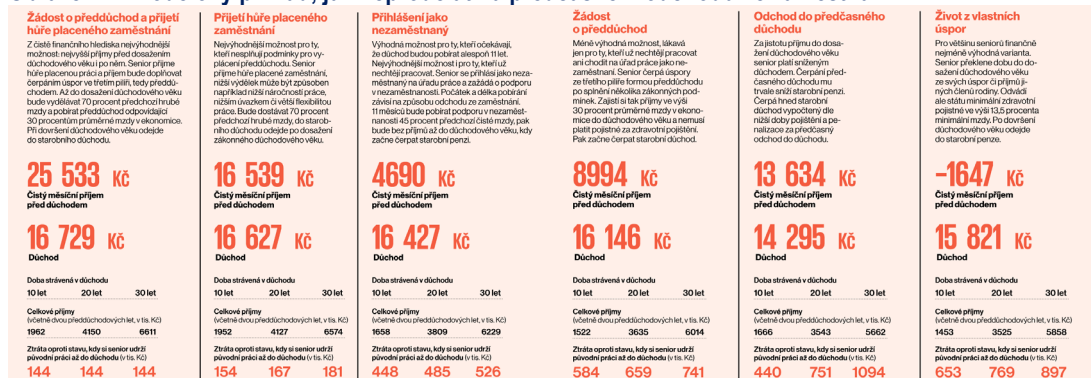 Žádost o předdůchod a přijetí
hůře placeného zaměstnání
Z čistě finančního hlediska nejvýhodnější
možnost: nejvyšší příjmy před dosažením
důchodového věku i po něm. Senior přijme
hůře placenou práci a příjem bude doplňovat
čerpáním úspor ve třetím pilíři, tedy předdů-
chodem. Až do dosažení důchodového věku
bude vydělávat 70 procent předchozí hrubé
mzdy a pobírat předdůchod odpovídající
30 procentům průměrné mzdy v ekonomice.
Při dovršení důchodového věku odejde
do starobního důchodu.
25 533 Kč
Čistý měsíční příjem
před důchodem
16 729 Kč
Důchod
Doba strávená v důchodu
10 let 20 let 30 let
Celkové příjmy
(včetně dvou předdůchodových let, v tis. Kč)
1962 4150 6611
Ztráta oproti stavu, kdy si senior udrží
původní práci až do důchodu (v tis. Kč)
144 144 144
Přijetí hůře placeného
zaměstnání
Nejvýhodnější možnost pro ty,
kteří nesplňují podmínky pro vy-
plácení předdůchodu. Senior
přijme hůře placené zaměstnání,
nižší výdělek může být způsoben
například nižší náročností práce,
nižším úvazkem či větší flexibilitou
práce. Bude dostávat 70 procent
předchozí hrubé mzdy, do starob-
ního důchodu odejde po dosažení
zákonného důchodového věku.
16 539 Kč
Čistý měsíční příjem
před důchodem
16 627 Kč
Důchod
Doba strávená v důchodu
10 let 20 let 30 let
Celkové příjmy
(včetně dvou předdůchodových let, v tis. Kč)
1952 4127 6574
Ztráta oproti stavu, kdy si senior udrží
původní práci až do důchodu (v tis. Kč)
154 167 181
Přihlášení jako
nezaměstnaný
Výhodná možnost pro ty, kteří očekávají,
že důchod budou pobírat alespoň 11 let.
Nejvýhodnější možnost i pro ty, kteří už
nechtějí pracovat. Senior se přihlásí jako neza-
městnaný na úřadu práce a zažádá o podporu
v nezaměstnanosti. Počátek a délka pobírání
závisí na způsobu odchodu ze zaměstnání.
11 měsíců bude pobírat podporu v nezaměst-
nanosti 45 procent předchozí čisté mzdy, pak
bude bez příjmů až do důchodového věku, kdy
začne čerpat starobní penzi.
4690 Kč
Čistý měsíční příjem
před důchodem
16 427 Kč
Důchod
Doba strávená v důchodu
10 let 20 let 30 let
Celkové příjmy
(včetně dvou předdůchodových let, v tis. Kč)
1658 3809 6229
Ztráta oproti stavu, kdy si senior udrží
původní práci až do důchodu (v tis. Kč)
448 485 526
Žádost
o předdůchod
Méně výhodná možnost, lákavá
jen pro ty, kteří už nechtějí pracovat
ani chodit na úřad práce jako ne-
zaměstnaní. Senior čerpá úspory
ze třetího pilíře formou předdůchodu
po splnění několika zákonných pod-
mínek. Zajistí si tak příjmy ve výši
30 procent průměrné mzdy v ekono-
mice do důchodového věku a nemusí
platit pojistné za zdravotní pojištění.
Pak začne čerpat starobní důchod.
8994 Kč
Čistý měsíční příjem
před důchodem
16 146 Kč
Důchod
Doba strávená v důchodu
10 let 20 let 30 let
Celkové příjmy
(včetně dvou předdůchodových let, v tis. Kč)
1522 3635 6014
Ztráta oproti stavu, kdy si senior udrží
původní práci až do důchodu (v tis. Kč)
584 659 741
Odchod do předčasného
důchodu
Za jistotu příjmu do dosa-
žení důchodového věku
senior platí sníženým
důchodem. Čerpání před-
časného důchodu mu
trvale sníží starobní penzi.
Čerpá hned starobní
důchod vypočtený dle
nižší doby pojištění a pe-
nalizace za předčasný
odchod do důchodu.
13 634 Kč
Čistý měsíční příjem
před důchodem
14 295 Kč
Důchod
Doba strávená v důchodu
10 let 20 let 30 let
Celkové příjmy
(včetně dvou předdůchodových let, v tis. Kč)
1666 3543 5662
Ztráta oproti stavu, kdy si senior udrží
původní práci až do důchodu (v tis. Kč)
440 751 1094
Život z vlastních
úspor
Pro většinu seniorů finančně
nejméně výhodná varianta.
Senior překlene dobu do do-
sažení důchodového věku
ze svých úspor či příjmů ji-
ných členů rodiny. Odvádí
ale státu minimální zdravotní
pojistné ve výši 13,5 procenta
minimální mzdy. Po dovršení
důchodového věku odejde
do starobní penze.
–1647 Kč
Čistý měsíční příjem
před důchodem
15 821 Kč
Důchod
Doba strávená v důchodu
10 let 20 let 30 let
Celkové příjmy
(včetně dvou předdůchodových let, v tis. Kč)
1453 3525 5858
Ztráta oproti stavu, kdy si senior udrží
původní práci až do důchodu (v tis. Kč)
653 769 897